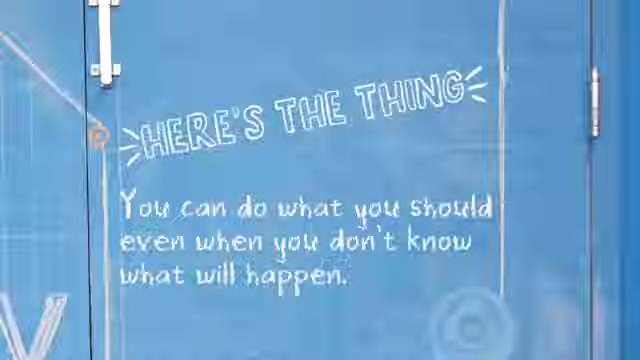 HERE'S THE THING
You can do what you should
even when you don't know
what will happen.